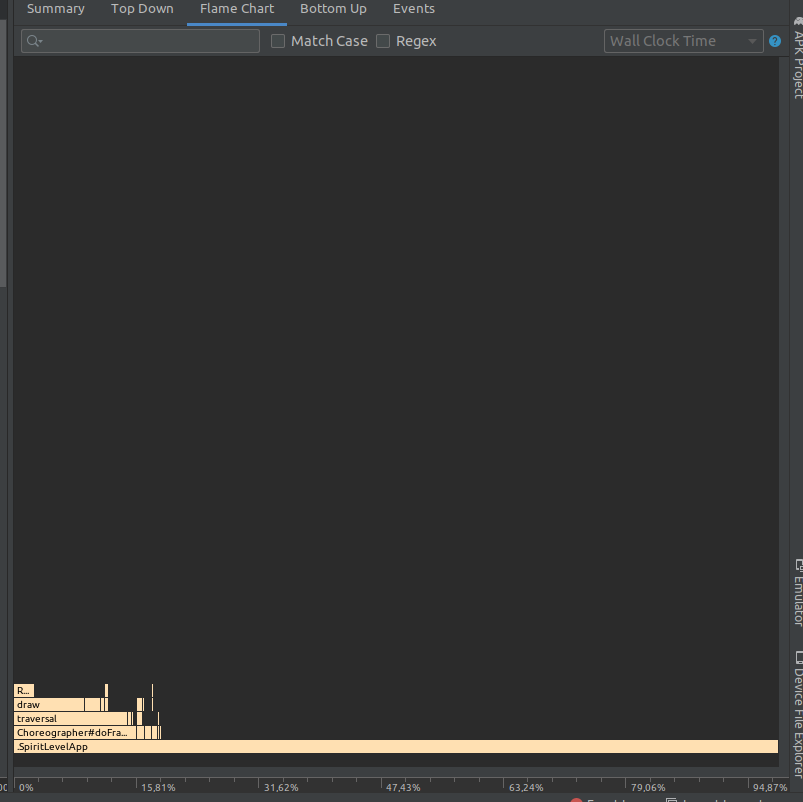 Summary Top Down Flame Chart Bottom Up Events
Match Case Regex Wall Clock Time ?
APK Project
Emulator
Device File Explorer
R...
draw
traversal
Choreographer#doFra...
.SpiritLevelApp
0% 15,81% 31,62% 47,43% 63,24% 79,06% 94,87%